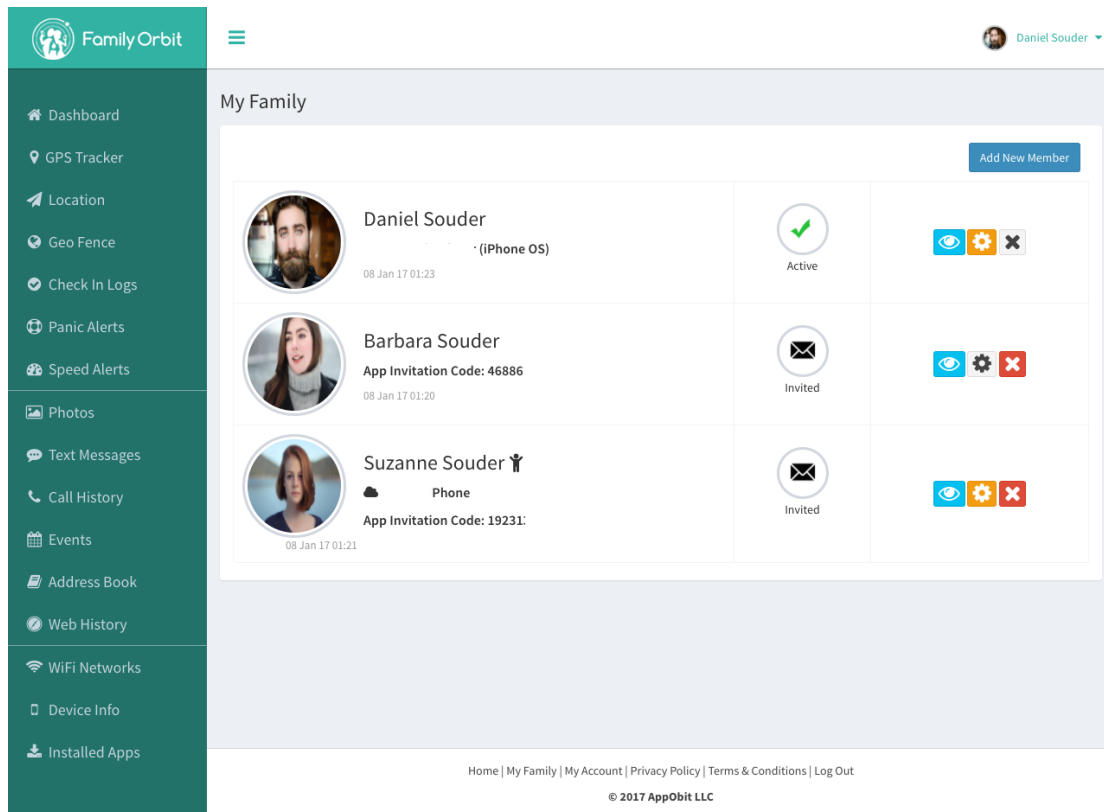 Family Orbit
Daniel Souder
Dashboard
GPS Tracker
Location
Geo Fence
Check In Logs
Panic Alerts
Speed Alerts
Photos
Text Messages
Call History
Events
Address Book
Web History
WiFi Networks
Device Info
Installed Apps
My Family
Add New Member
Daniel Souder
(iPhone OS)
08 Jan 17 01:23
Active
Barbara Souder
App Invitation Code: 46886
08 Jan 17 01:20
Invited
Suzanne Souder
Phone
App Invitation Code: 19231
08 Jan 17 01:21
Invited
Home | My Family | My Account | Privacy Policy | Terms & Conditions | Log Out
© 2017 AppObit LLC